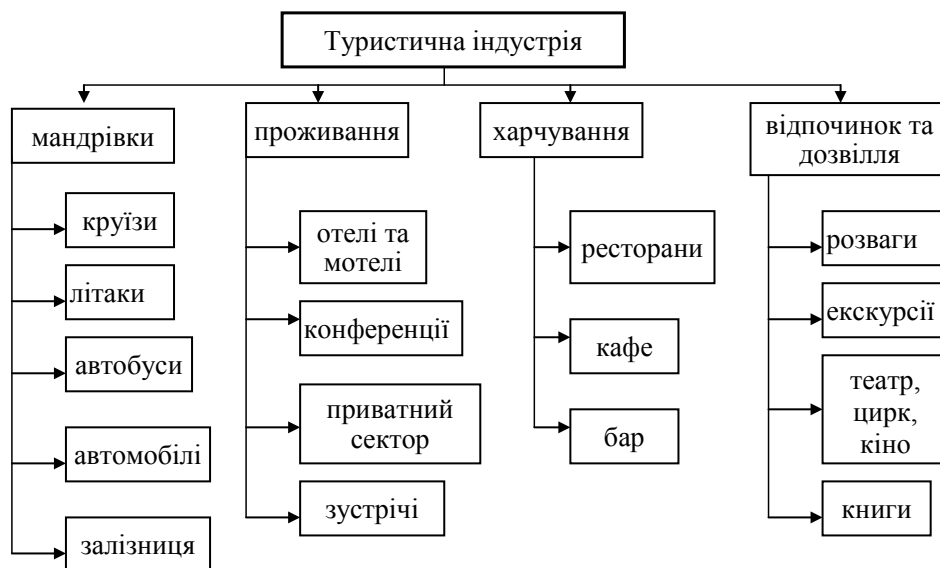 Туристична індустрія
мандрівки
круїзи
літаки
автобуси
автомобілі
залізниця
проживання
отелі та
мотелі
конференції
приватний
сектор
зустрічі
харчування
ресторани
кафе
бар
відпочинок та
дозвілля
розваги
екскурсії
театр,
цирк,
кіно
книги